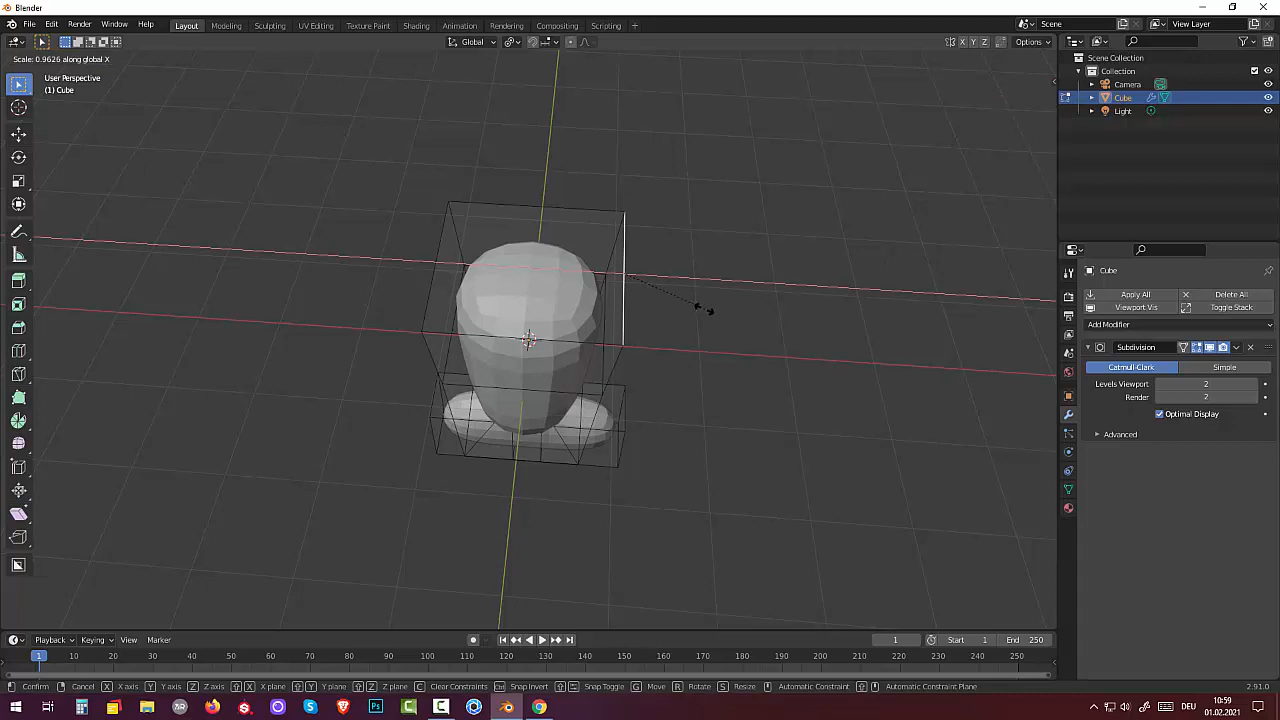 Blender
File Edit Render Window Help Layout Modeling Sculpting UV Editing Texture Paint Shading Animation Rendering Compositing Scripting + Scene View Layer
Global X Y Z Options
Scale: 0.9626 along global X
User Perspective
(1) Cube
Scene Collection
Collection
Camera
Cube
Light
Cube
Apply All Delete All
Viewport Vis Toggle Stack
Add Modifier
Subdivision
Catmull-Clark Simple
Levels Viewport 2
Render 2
Optimal Display
Advanced
Playback Keying View Marker 1 Start 1 End 250
1 10 20 30 40 50 60 70 80 90 100 110 120 130 140 150 160 170 180 190 200 210 220 230 240 250
Confirm Cancel X X axis Y Y axis Z Z axis X X plane Y Y plane Z Z plane C Clear Constraints Snap Invert Snap Toggle G Move R Rotate S Resize Automatic Constraint Automatic Constraint Plane 2.91.0
DEU 10:59
01.02.2021